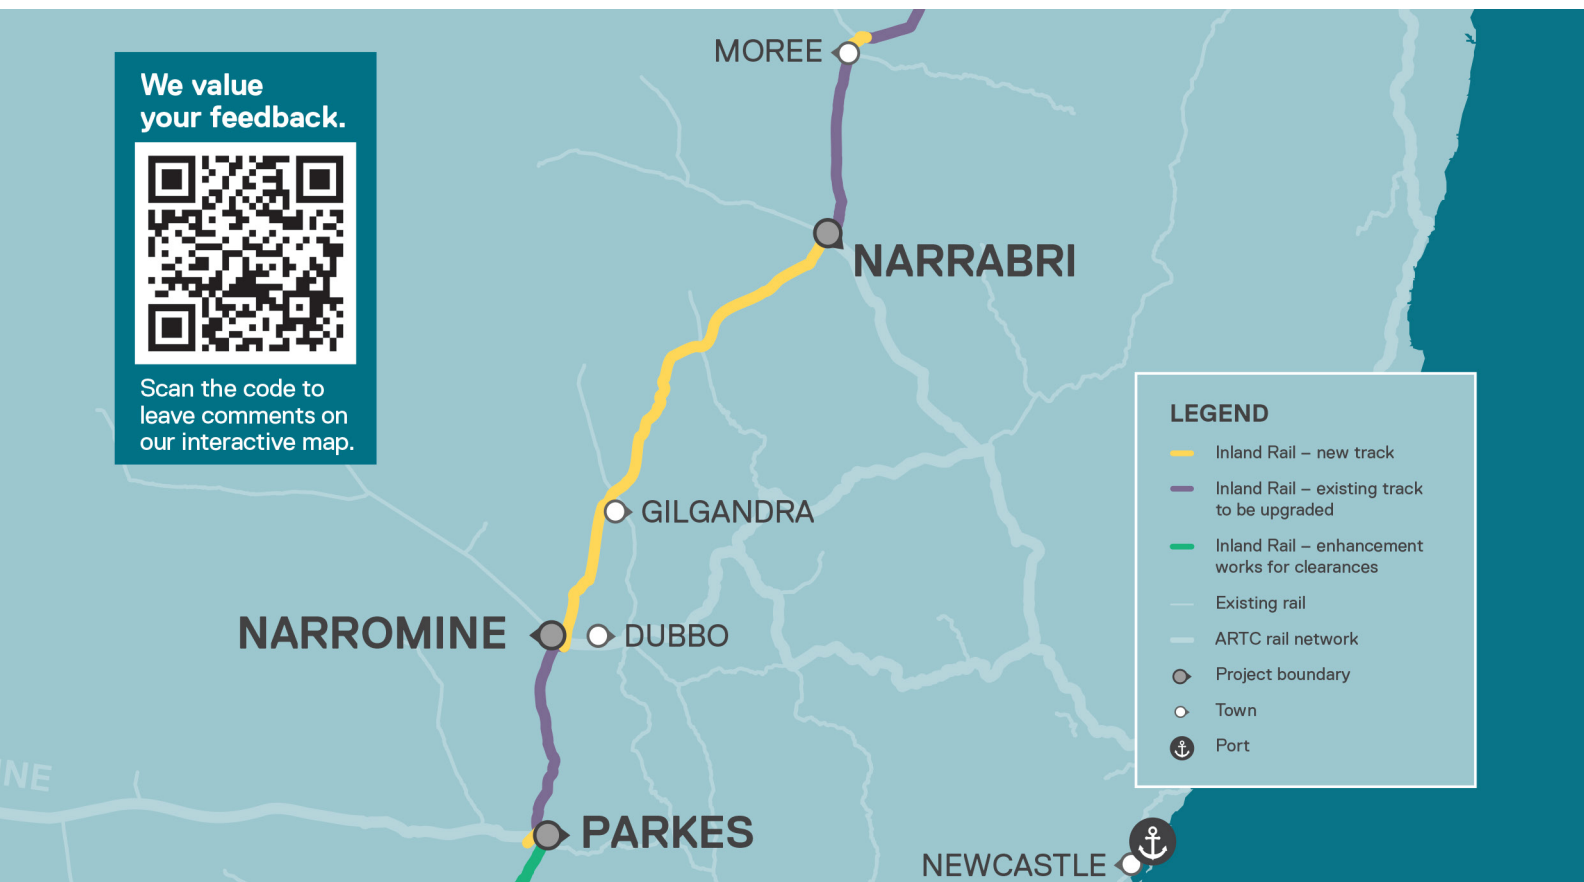 MOREE
We value
your feedback.
Scan the code to
leave comments on
our interactive map.
NARRABRI
GILGANDRA
NARROMINE
DUBBO
NE
PARKES
NEWCASTLE
LEGEND
Inland Rail – new track
Inland Rail – existing track
to be upgraded
Inland Rail – enhancement
works for clearances
Existing rail
ARTC rail network
Project boundary
Town
Port